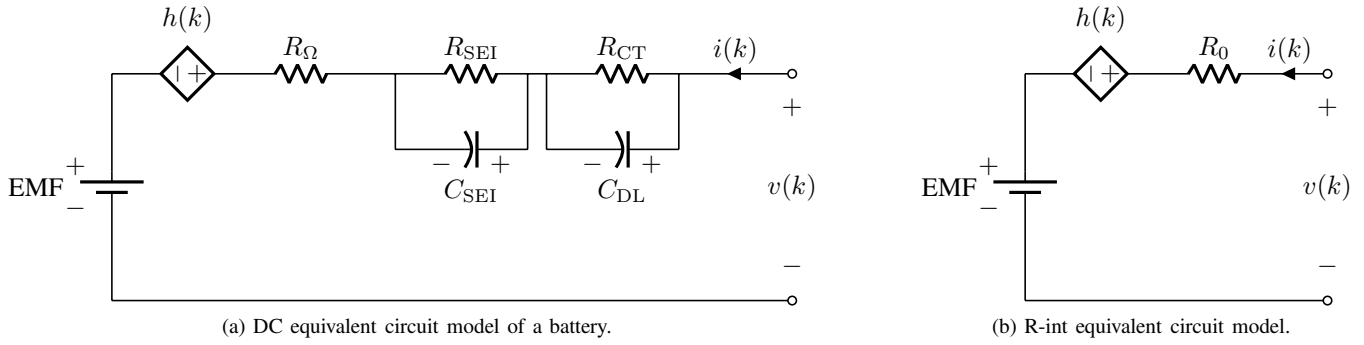 h(k)
R_Ω
R_SEI
R_CT
i(k)
− +
+
− +
− +
C_SEI
C_DL
+
EMF
−
v(k)
−
(a) DC equivalent circuit model of a battery.
h(k)
R_0
i(k)
− +
+
+
EMF
−
v(k)
−
(b) R-int equivalent circuit model.